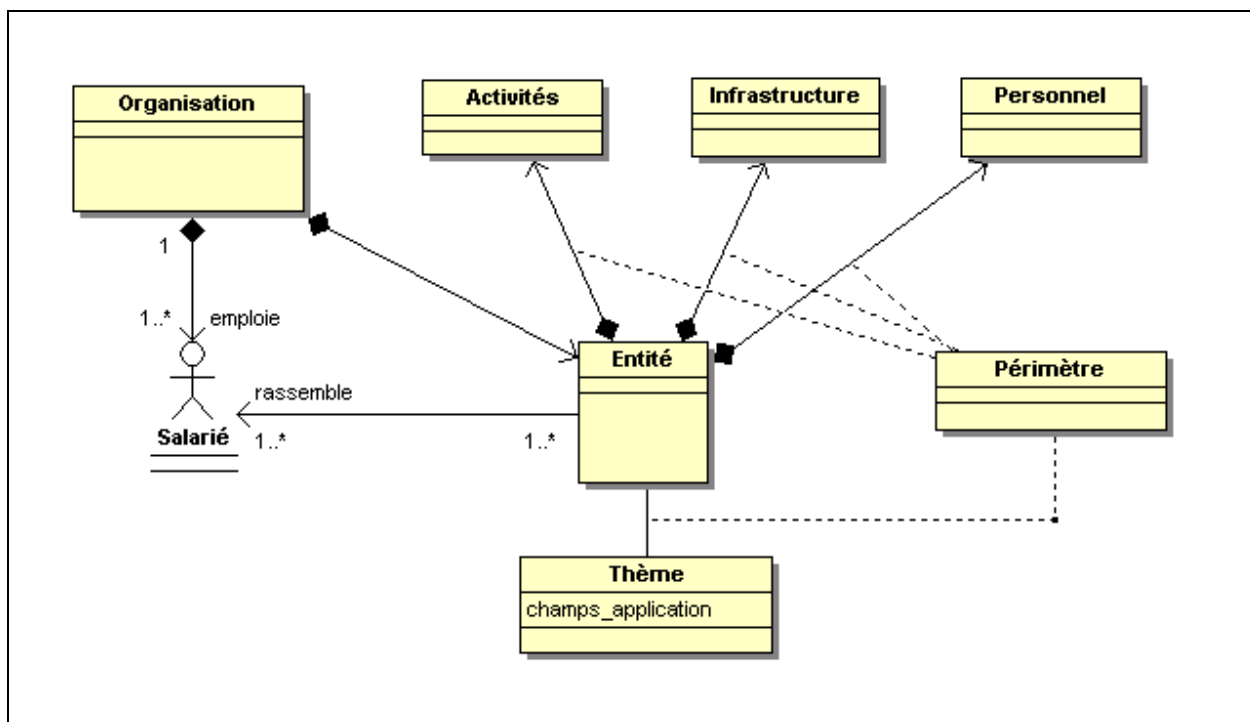 Organisation
Activités
Infrastructure
Personnel
1
1..*
emploie
Entité
Périmètre
rassemble
Salarié
1..*
1..*
Thème
champs_application